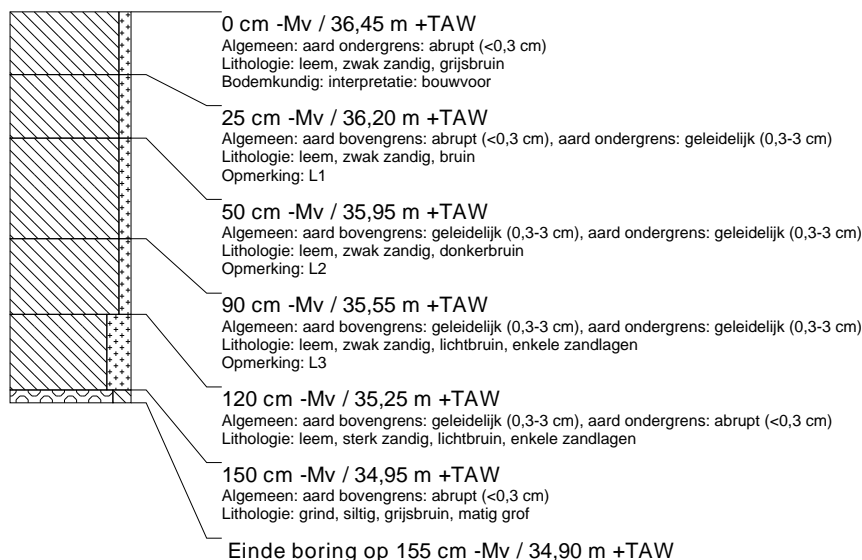 0 cm -Mv / 36,45 m +TAW
Algemeen: aard ondergrens: abrupt (<0,3 cm)
Lithologie: leem, zwak zandig, grijsbruin
Bodemkundig: interpretatie: bouwvoor
25 cm -Mv / 36,20 m +TAW
Algemeen: aard bovengrens: abrupt (<0,3 cm), aard ondergrens: geleidelijk (0,3-3 cm)
Lithologie: leem, zwak zandig, bruin
Opmerking: L1
50 cm -Mv / 35,95 m +TAW
Algemeen: aard bovengrens: geleidelijk (0,3-3 cm), aard ondergrens: geleidelijk (0,3-3 cm)
Lithologie: leem, zwak zandig, donkerbruin
Opmerking: L2
90 cm -Mv / 35,55 m +TAW
Algemeen: aard bovengrens: geleidelijk (0,3-3 cm), aard ondergrens: geleidelijk (0,3-3 cm)
Lithologie: leem, zwak zandig, lichtbruin, enkele zandlagen
Opmerking: L3
120 cm -Mv / 35,25 m +TAW
Algemeen: aard bovengrens: geleidelijk (0,3-3 cm), aard ondergrens: abrupt (<0,3 cm)
Lithologie: leem, sterk zandig, lichtbruin, enkele zandlagen
150 cm -Mv / 34,95 m +TAW
Algemeen: aard bovengrens: abrupt (<0,3 cm)
Lithologie: grind, siltig, grijsbruin, matig grof
Einde boring op 155 cm -Mv / 34,90 m +TAW